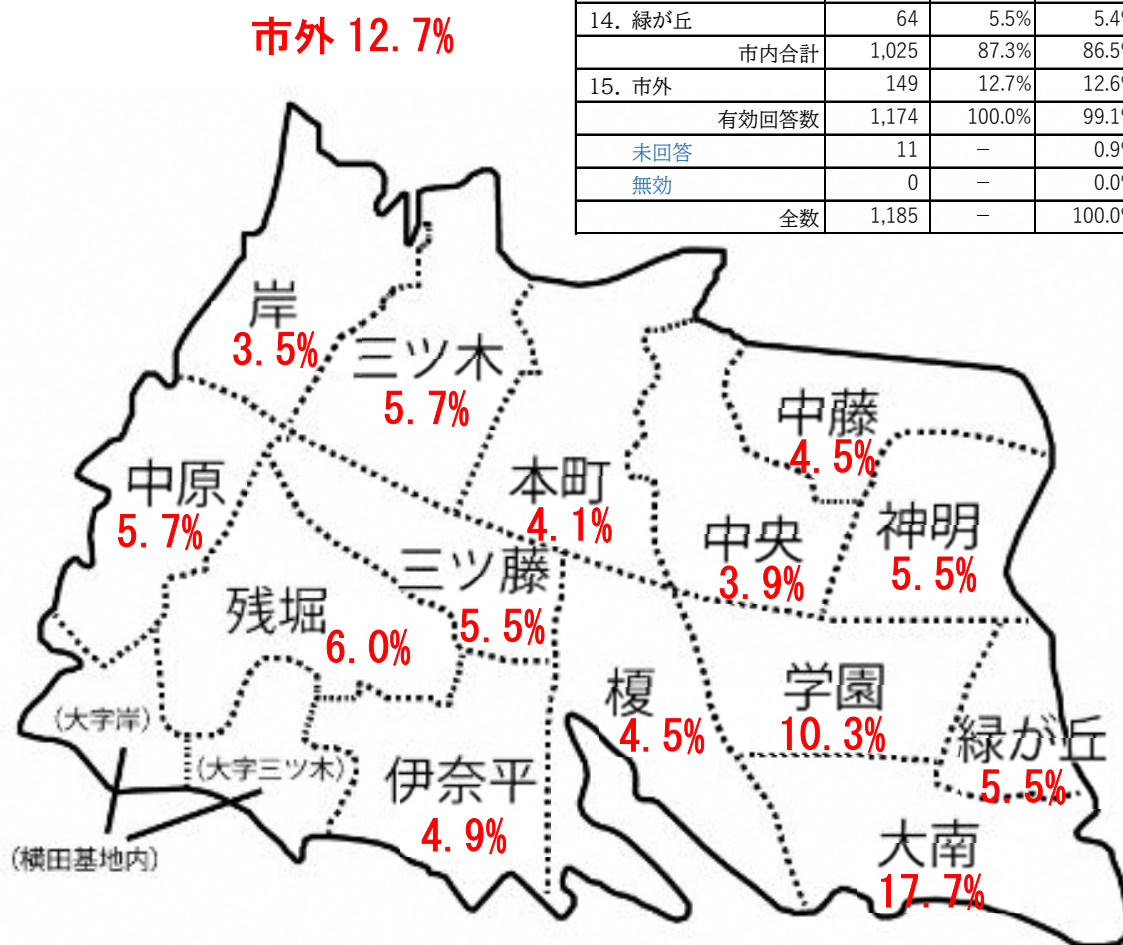 市外 12.7%
14. 緑が丘 64 5.5% 5.4%
市内合計 1,025 87.3% 86.5%
15. 市外 149 12.7% 12.6%
有効回答数 1,174 100.0% 99.1%
未回答 11 － 0.9%
無効 0 － 0.0%
全数 1,185 － 100.0%
岸
3.5%
三ツ木
5.7%
中藤
4.5%
中原
5.7%
本町
4.1%
中央
3.9%
神明
5.5%
三ツ藤
5.5%
残堀
6.0%
榎
4.5%
学園
10.3%
緑が丘
5.5%
(大字岸)
(大字三ツ木)
伊奈平
4.9%
(横田基地内)
大南
17.7%